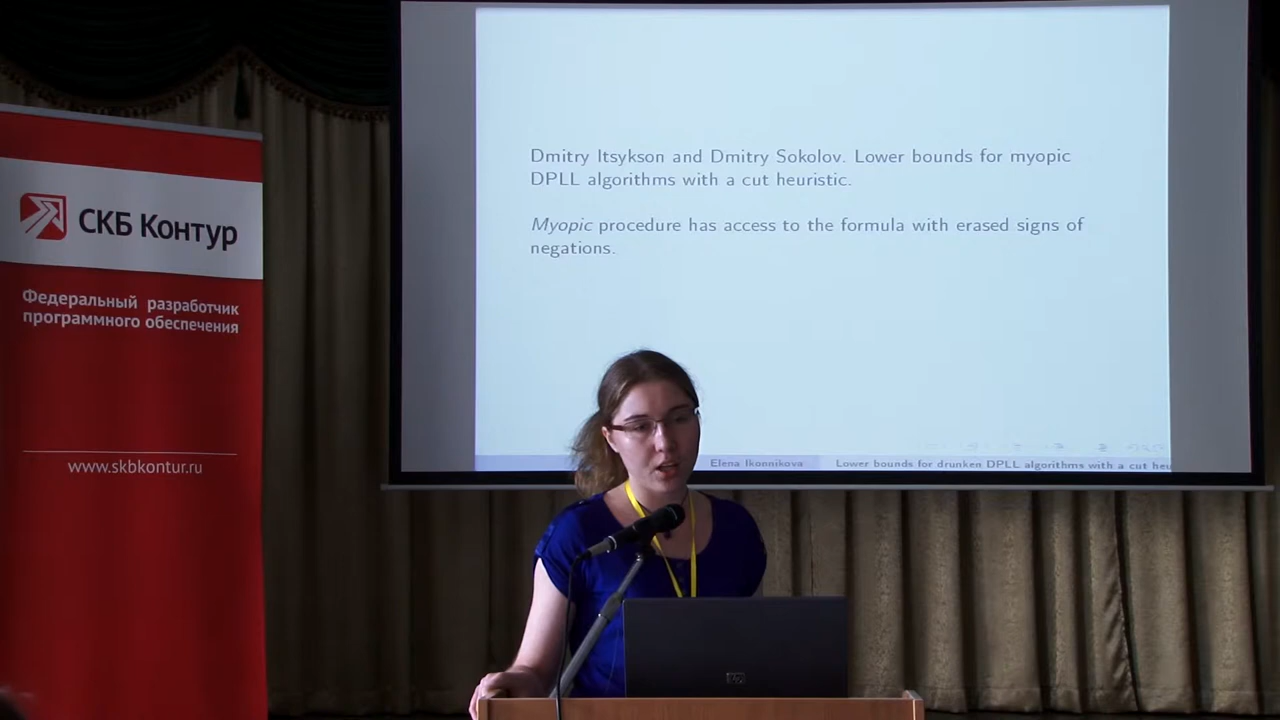 Dmitry Itsykson and Dmitry Sokolov. Lower bounds for myopic
DPLL algorithms with a cut heuristic.
Myopic procedure has access to the formula with erased signs of
negations.
Elena Ikonnikova
Lower bounds for drunken DPLL algorithms with a cut heu
СКБ Контур
Федеральный разработчик
программного обеспечения
www.skbkontur.ru
hp